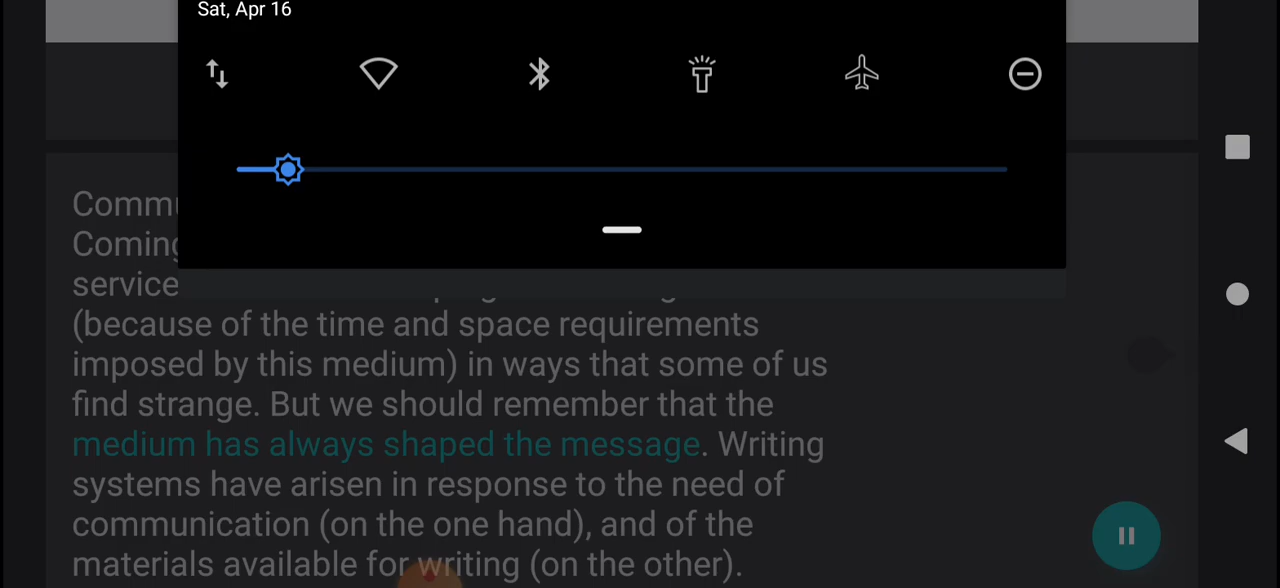 Sat, Apr 16
service
(because of the time and space requirements
imposed by this medium) in ways that some of us
find strange. But we should remember that the
medium has always shaped the message. Writing
systems have arisen in response to the need of
communication (on the one hand), and of the
materials available for writing (on the other).